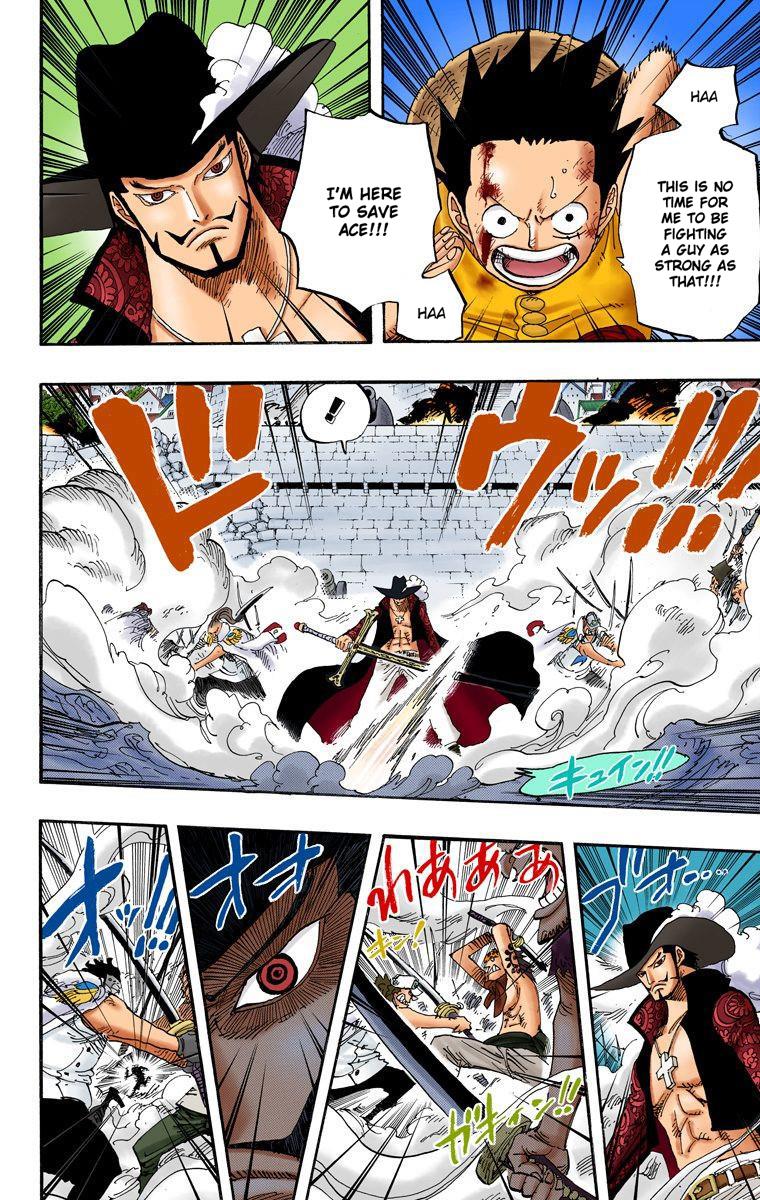 HAA
THIS IS NO
TIME FOR
ME TO BE
FIGHTING
A GUY AS
STRONG AS
THAT!!!
HAA
I'M HERE
TO SAVE
ACE!!!
!
ドウッ!!!
キュイン!!
ブオー...
わあああ
キン!
ガキィン!!
オオ
オッ!!!